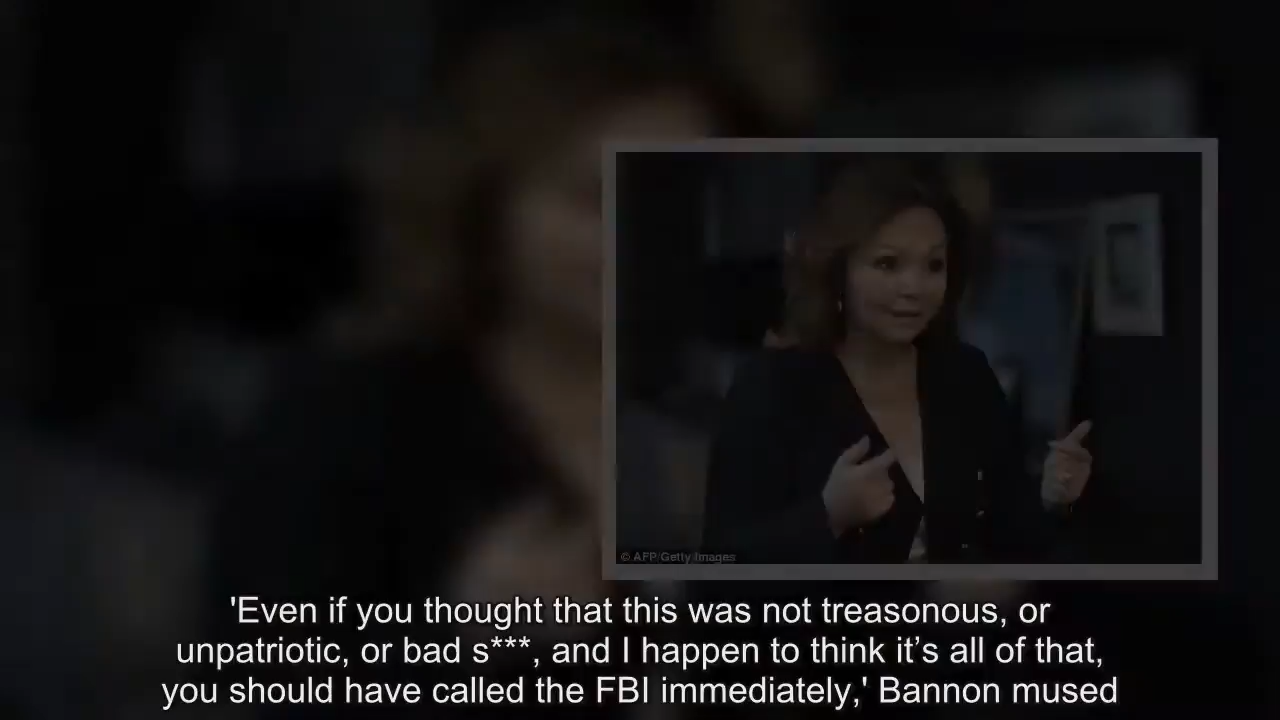 © AFP/Getty Images
'Even if you thought that this was not treasonous, or
unpatriotic, or bad s***, and I happen to think it’s all of that,
you should have called the FBI immediately,' Bannon mused